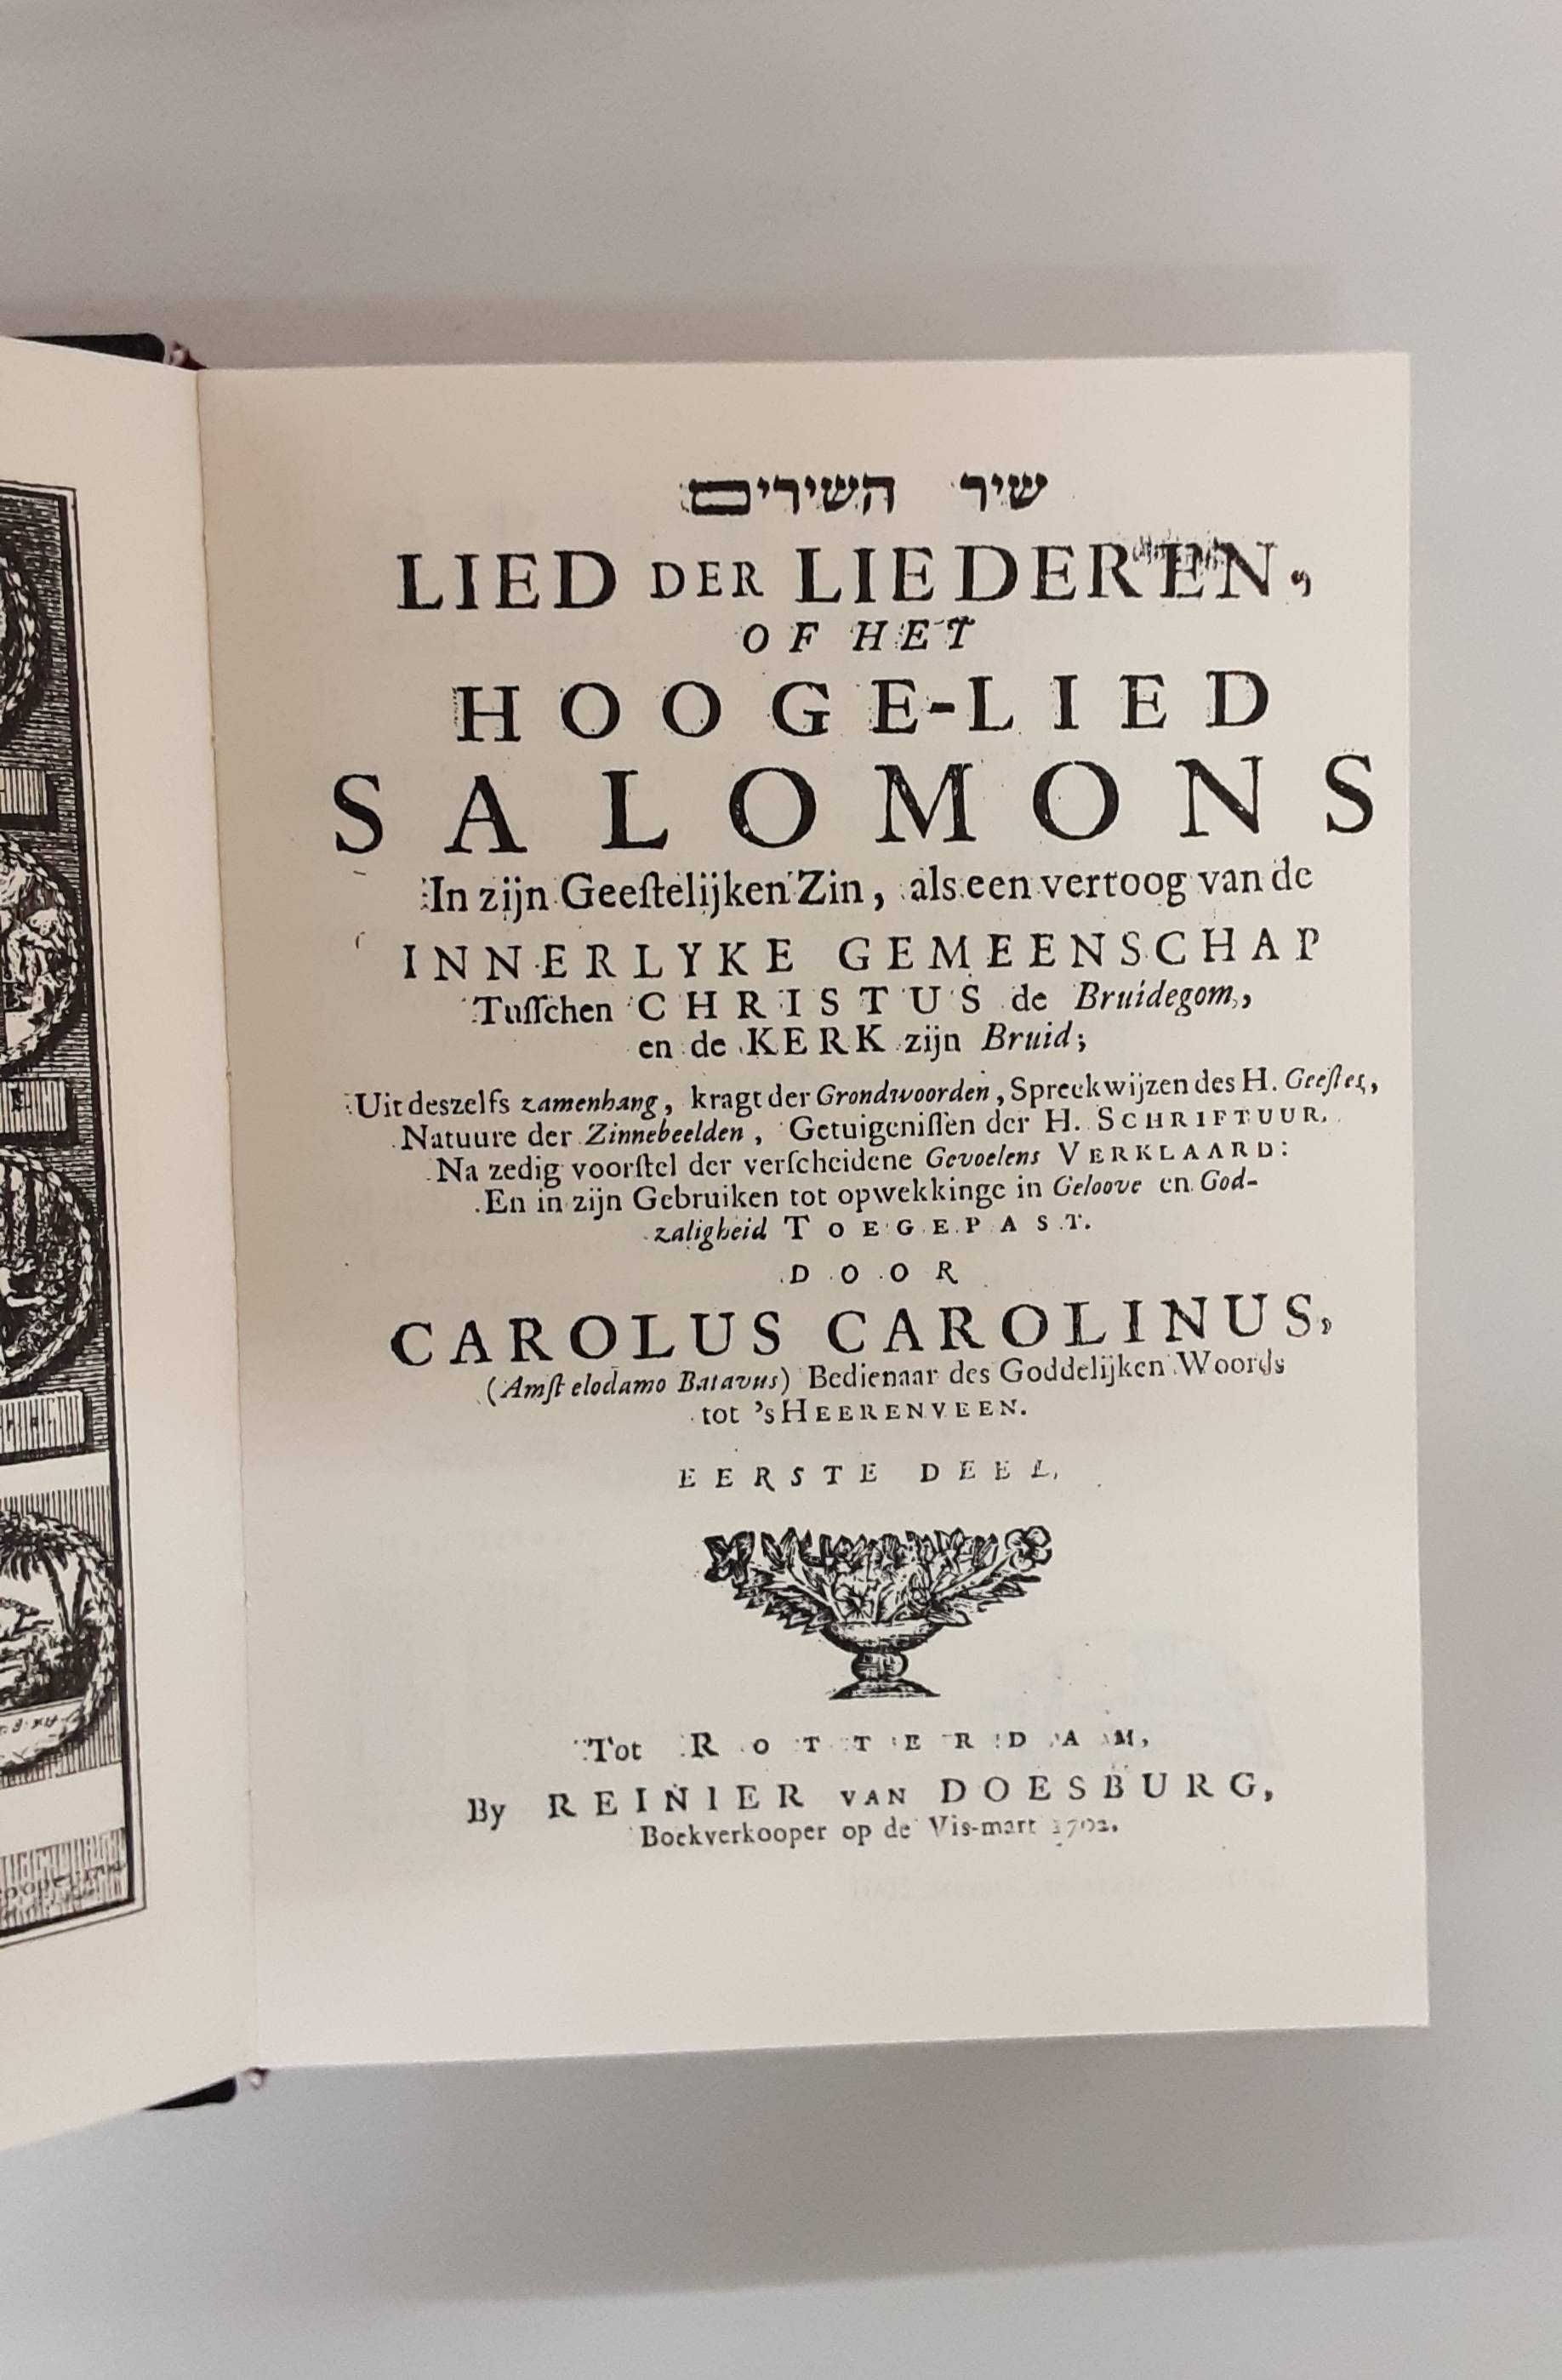 שיר השירים
LIED DER LIEDEREN,
OF HET
HOOGE-LIED
SALOMONS
In zijn Geeſtelijken Zin, als een vertoog van de
INNERLYKE GEMEENSCHAP
Tuſſchen CHRISTUS de Bruidegom,
en de KERK zijn Bruid;
Uit deszelfs zamenhang, kragt der Grondwoorden, Spreekwijzen des H. Geeſtes,
Natuure der Zinnebeelden, Getuigeniſſen der H. SCHRIFTUUR,
Na zedig voorſtel der verſcheidene Gevoelens VERKLAARD:
En in zijn Gebruiken tot opwekkinge in Geloove en God-
zaligheid TOEGEPAST.
DOOR
CAROLUS CAROLINUS,
(Amſtelodamo Batavus) Bedienaar des Goddelijken Woords
tot 's HEERENVEEN.
EERSTE DEEL.
Tot ROTTERDAM,
By REINIER VAN DOESBURG,
Boekverkooper op de Vis-mart 1702.